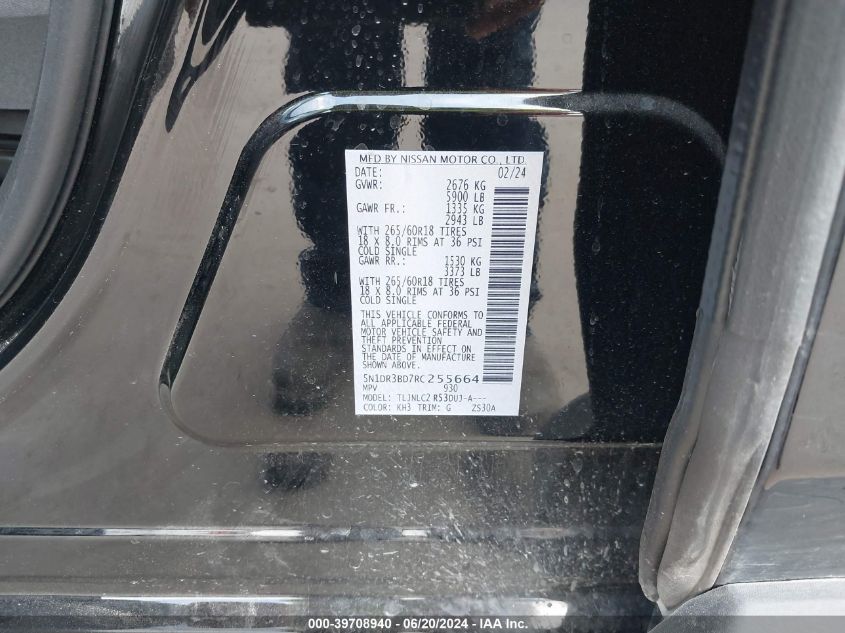 MFD BY NISSAN MOTOR CO., LTD.
DATE: 02/24
GVWR: 2676 KG
5900 LB
GAWR FR.: 1335 KG
2943 LB
WITH 265/60R18 TIRES
18 X 8.0 RIMS AT 36 PSI
COLD SINGLE
GAWR RR.: 1530 KG
3373 LB
WITH 265/60R18 TIRES
18 X 8.0 RIMS AT 36 PSI
COLD SINGLE
THIS VEHICLE CONFORMS TO
ALL APPLICABLE FEDERAL
MOTOR VEHICLE SAFETY AND
THEFT PREVENTION
STANDARDS IN EFFECT ON
THE DATE OF MANUFACTURE
SHOWN ABOVE.
5N1DR3BD7RC255664
MPV 930
MODEL: TLJNLC2 R53DUJ-A---
COLOR: KH3 TRIM: G ZS30A
000-39708940 - 06/20/2024 - IAA Inc.